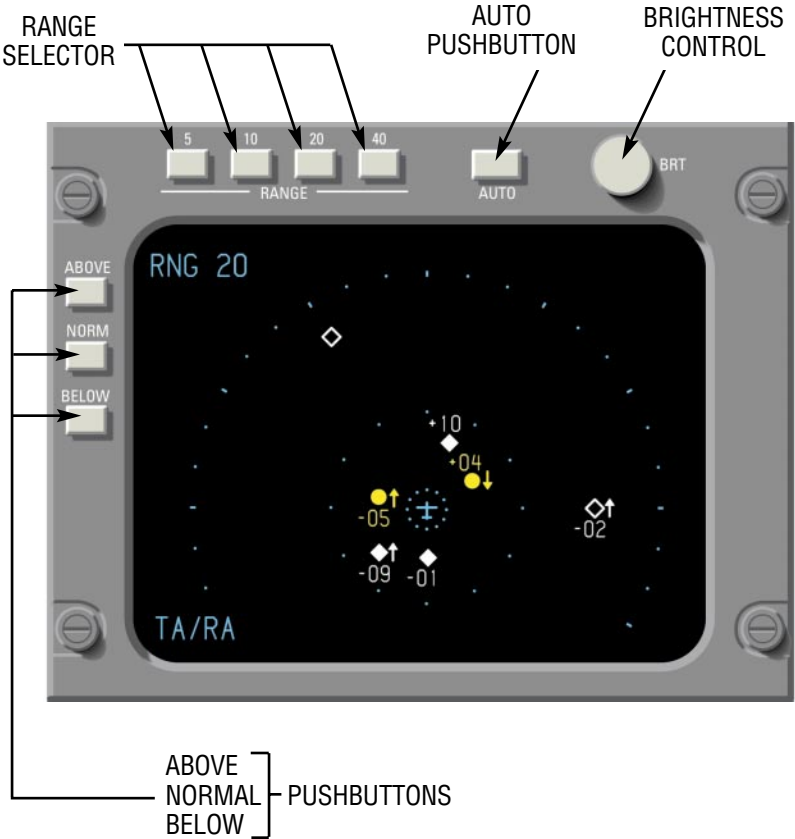 RANGE
SELECTOR
AUTO
PUSHBUTTON
BRIGHTNESS
CONTROL
5 10 20 40
RANGE
AUTO
BRT
ABOVE
NORM
BELOW
RNG 20
+10
+04
-05
-02
-09
-01
TA/RA
ABOVE
NORMAL
BELOW
PUSHBUTTONS